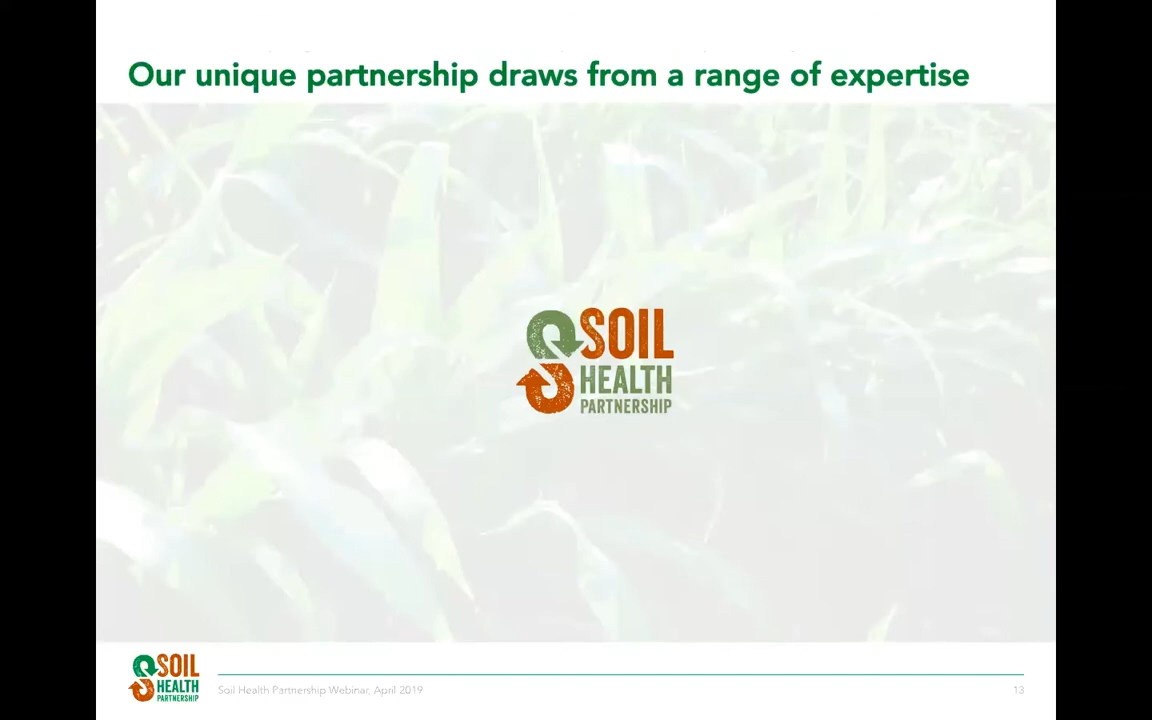 Our unique partnership draws from a range of expertise
SOIL
HEALTH
PARTNERSHIP
SOIL
HEALTH
PARTNERSHIP
Soil Health Partnership Webinar, April 2019
13